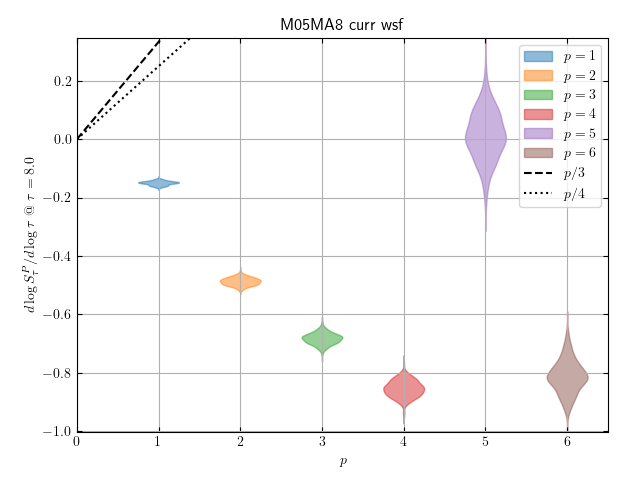 M05MA8 curr wsf
d log S_τ^P / d log τ @ τ = 8.0
0.2
0.0
−0.2
−0.4
−0.6
−0.8
−1.0
0 1 2 3 4 5 6
p
p = 1
p = 2
p = 3
p = 4
p = 5
p = 6
p/3
p/4